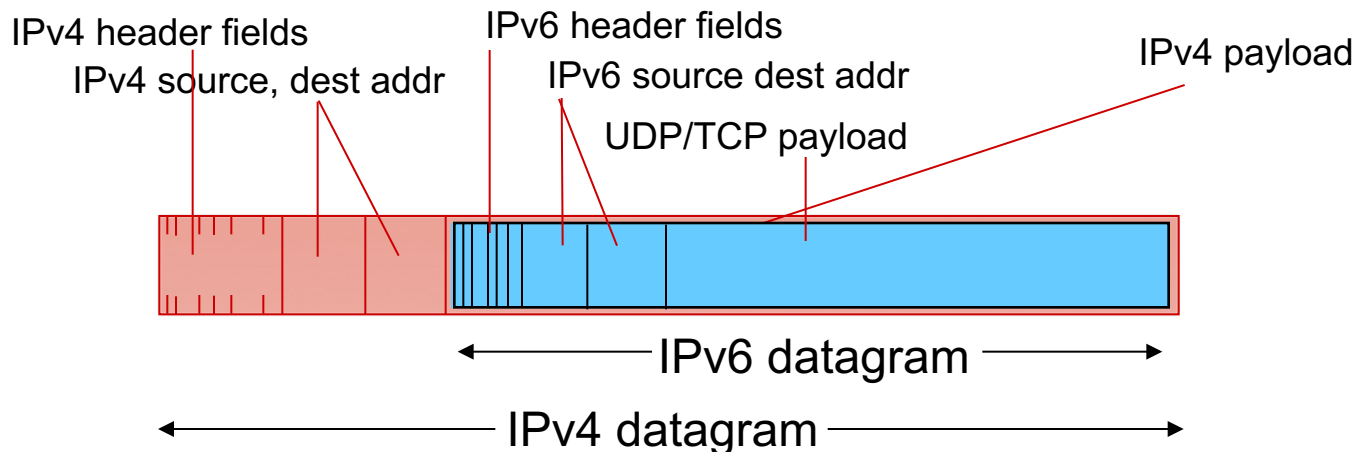 IPv4 header fields
IPv6 header fields
IPv4 payload
IPv4 source, dest addr
IPv6 source dest addr
UDP/TCP payload
IPv6 datagram
IPv4 datagram